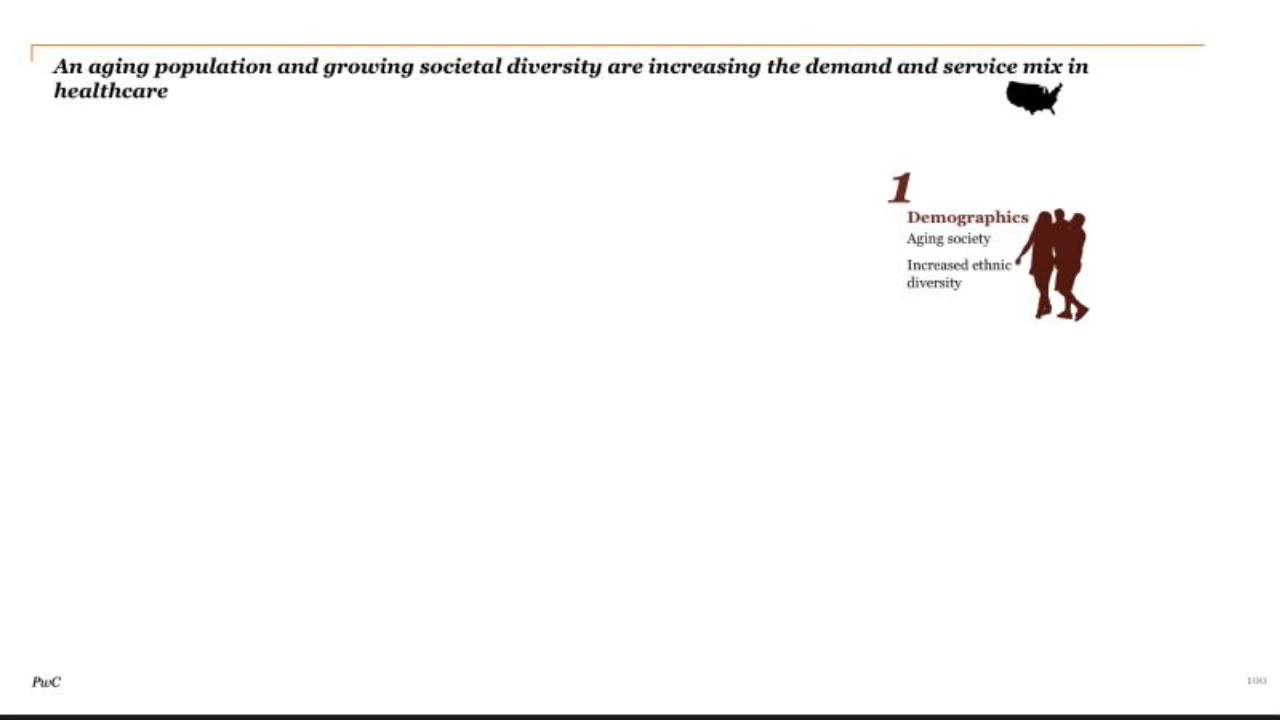 An aging population and growing societal diversity are increasing the demand and service mix in
healthcare
1
Demographics
Aging society
Increased ethnic
diversity
PwC
100